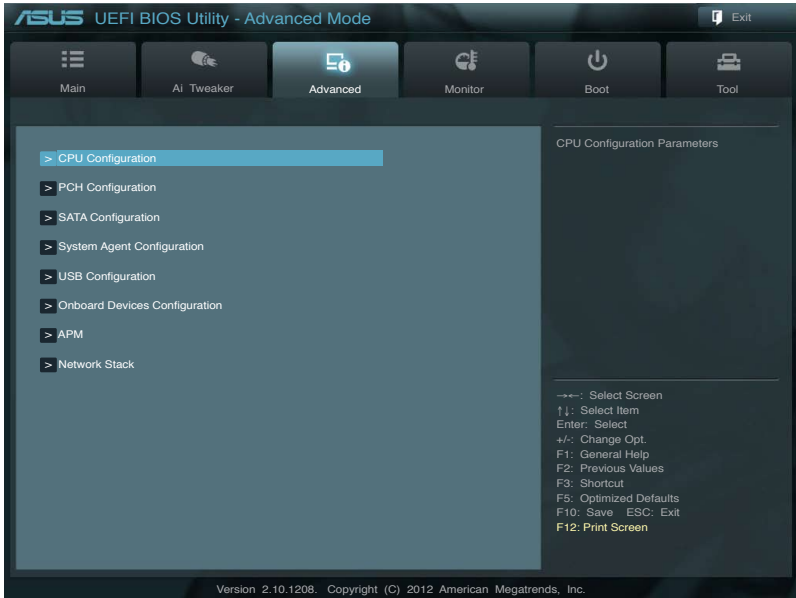 ASUS UEFI BIOS Utility - Advanced Mode
Exit
Main
Ai Tweaker
Advanced
Monitor
Boot
Tool
> CPU Configuration
> PCH Configuration
> SATA Configuration
> System Agent Configuration
> USB Configuration
> Onboard Devices Configuration
> APM
> Network Stack
CPU Configuration Parameters
→←: Select Screen
↑↓: Select Item
Enter: Select
+/-: Change Opt.
F1: General Help
F2: Previous Values
F3: Shortcut
F5: Optimized Defaults
F10: Save ESC: Exit
F12: Print Screen
Version 2.10.1208. Copyright (C) 2012 American Megatrends, Inc.